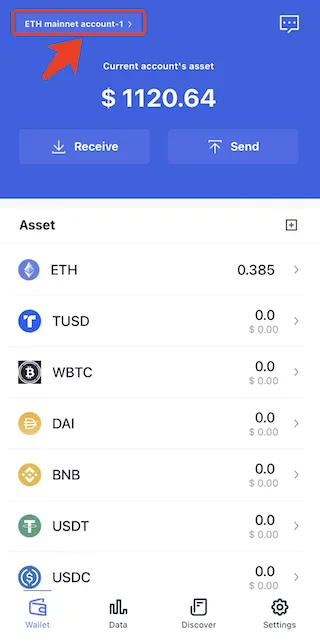 ETH mainnet account-1
Current account's asset
$ 1120.64
Receive Send
Asset
ETH 0.385
TUSD 0.0
$ 0.00
WBTC 0.0
$ 0.00
DAI 0.0
$ 0.00
BNB 0.0
$ 0.00
USDT 0.0
$ 0.00
USDC 0.0
Wallet Data Discover Settings